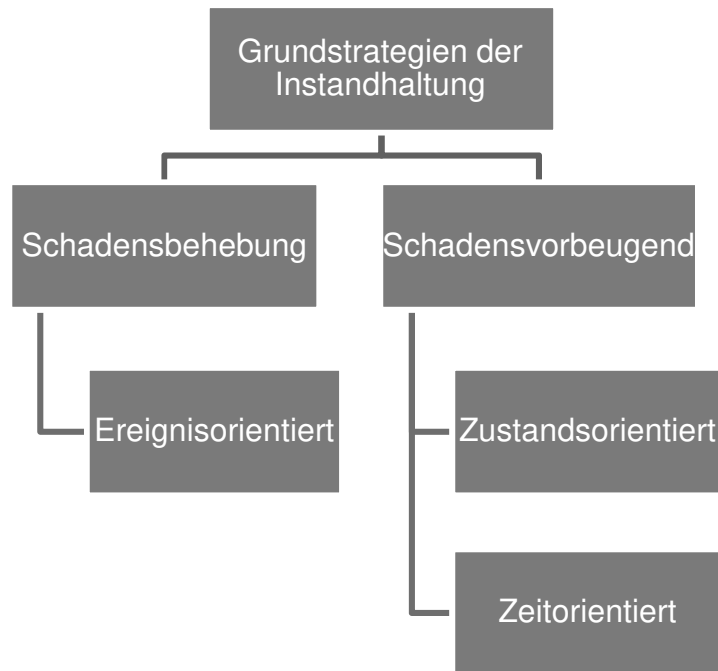 Grundstrategien der
Instandhaltung
Schadensbehebung
Schadensvorbeugend
Ereignisorientiert
Zustandsorientiert
Zeitorientiert